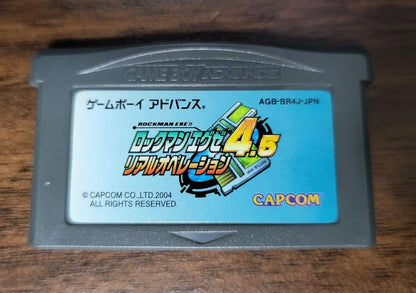 GAME BOY ADVANCE
ゲームボーイ アドバンス®
AGB-BR4J-JPN
ROCKMAN EXE
ロックマン エグゼ 4.5
リアルオペレーション
© CAPCOM CO.,LTD.2004
ALL RIGHTS RESERVED.
CAPCOM